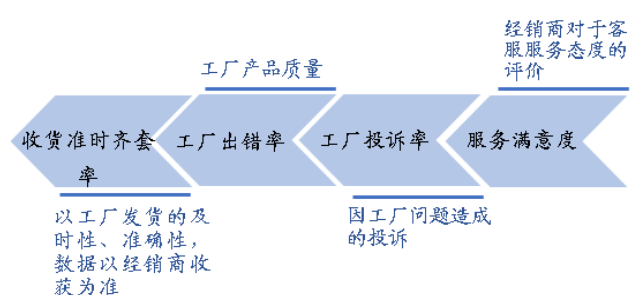 经销商对于客
服服务态度的
评价
工厂产品质量
收货准时齐套
率
工厂出错率
工厂投诉率
服务满意度
以工厂发货的及
时性、准确性，
数据以经销商收
获为准
因工厂问题造成
的投诉